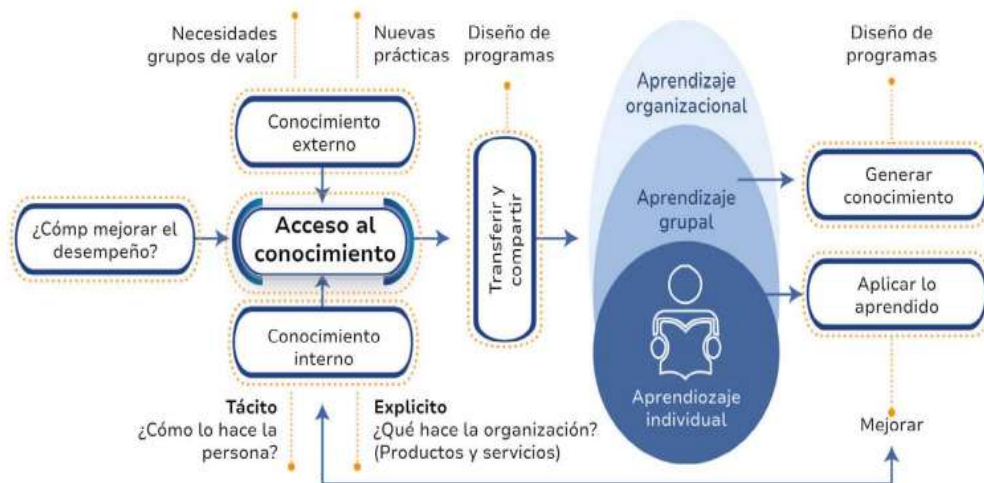 Necesidades
grupos de valor
Nuevas
prácticas
Diseño de
programas
Diseño de
programas
Conocimiento
externo
¿Cómp mejorar el
desempeño?
Acceso al
conocimiento
Conocimiento
interno
Tácito
¿Cómo lo hace la
persona?
Explicito
¿Qué hace la organización?
(Productos y servicios)
Transferir y
compartir
Aprendizaje
organizacional
Aprendizaje
grupal
Aprendiozaje
individual
Generar
conocimiento
Aplicar lo
aprendido
Mejorar